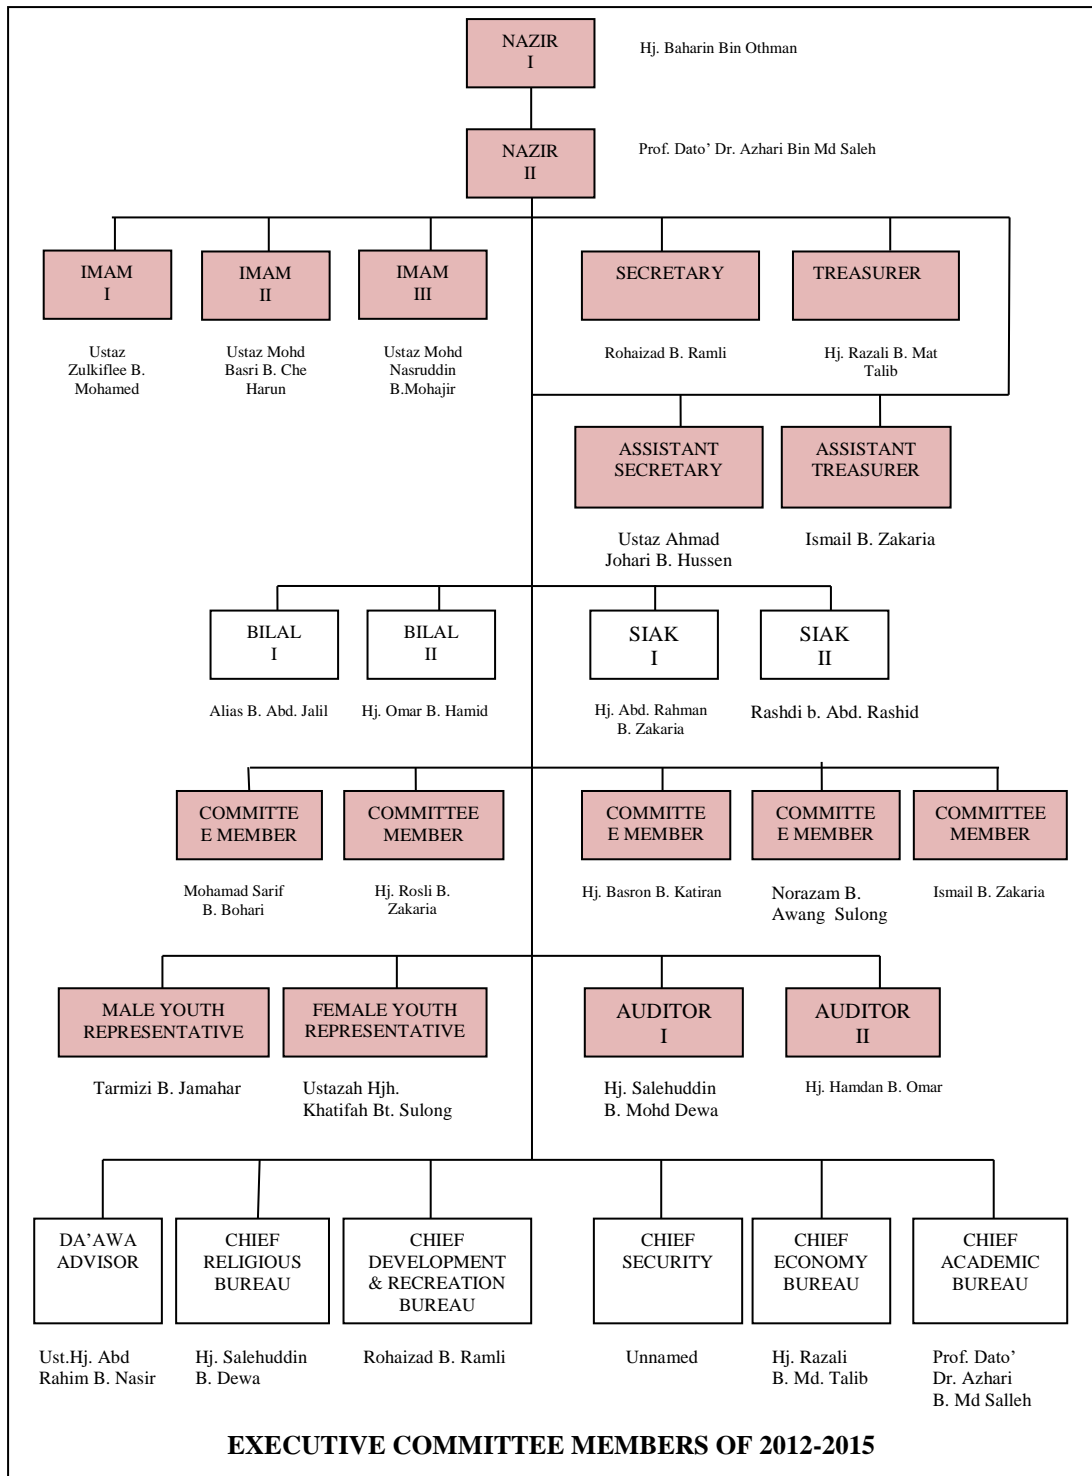 NAZIR
I
Hj. Baharin Bin Othman
NAZIR
II
Prof. Dato’ Dr. Azhari Bin Md Saleh
IMAM
I
IMAM
II
IMAM
III
SECRETARY
TREASURER
Ustaz
Zulkiflee B.
Mohamed
Ustaz Mohd
Basri B. Che
Harun
Ustaz Mohd
Nasruddin
B.Mohajir
Rohaizad B. Ramli
Hj. Razali B. Mat
Talib
ASSISTANT
SECRETARY
ASSISTANT
TREASURER
Ustaz Ahmad
Johari B. Hussen
Ismail B. Zakaria
BILAL
I
BILAL
II
SIAK
I
SIAK
II
Alias B. Abd. Jalil
Hj. Omar B. Hamid
Hj. Abd. Rahman
B. Zakaria
Rashdi b. Abd. Rashid
COMMITTE
E MEMBER
COMMITTEE
MEMBER
COMMITTE
E MEMBER
COMMITTE
E MEMBER
COMMITTEE
MEMBER
Mohamad Sarif
B. Bohari
Hj. Rosli B.
Zakaria
Hj. Basron B. Katiran
Norazam B.
Awang Sulong
Ismail B. Zakaria
MALE YOUTH
REPRESENTATIVE
FEMALE YOUTH
REPRESENTATIVE
AUDITOR
I
AUDITOR
II
Tarmizi B. Jamahar
Ustazah Hjh.
Khatifah Bt. Sulong
Hj. Salehuddin
B. Mohd Dewa
Hj. Hamdan B. Omar
DA’AWA
ADVISOR
CHIEF
RELIGIOUS
BUREAU
CHIEF
DEVELOPMENT
& RECREATION
BUREAU
CHIEF
SECURITY
CHIEF
ECONOMY
BUREAU
CHIEF
ACADEMIC
BUREAU
Ust.Hj. Abd
Rahim B. Nasir
Hj. Salehuddin
B. Dewa
Rohaizad B. Ramli
Unnamed
Hj. Razali
B. Md. Talib
Prof. Dato’
Dr. Azhari
B. Md Salleh
EXECUTIVE COMMITTEE MEMBERS OF 2012-2015